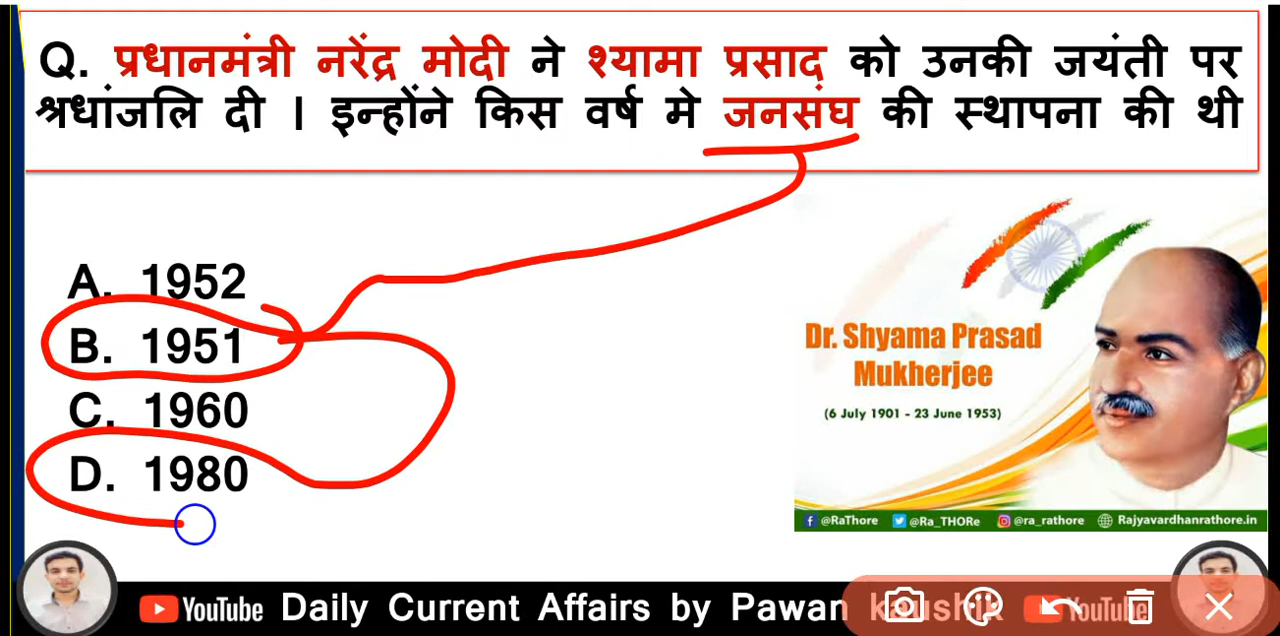 Q. प्रधानमंत्री नरेंद्र मोदी ने श्यामा प्रसाद को उनकी जयंती पर
श्रधांजलि दी । इन्होंने किस वर्ष मे जनसंघ की स्थापना की थी
A. 1952
B. 1951
C. 1960
D. 1980
Dr. Shyama Prasad
Mukherjee
(6 July 1901 - 23 June 1953)
@RaThore @Ra_THORe @ra_rathore Rajyavardhanrathore.in
YouTube Daily Current Affairs by Pawan kaushik YouTube